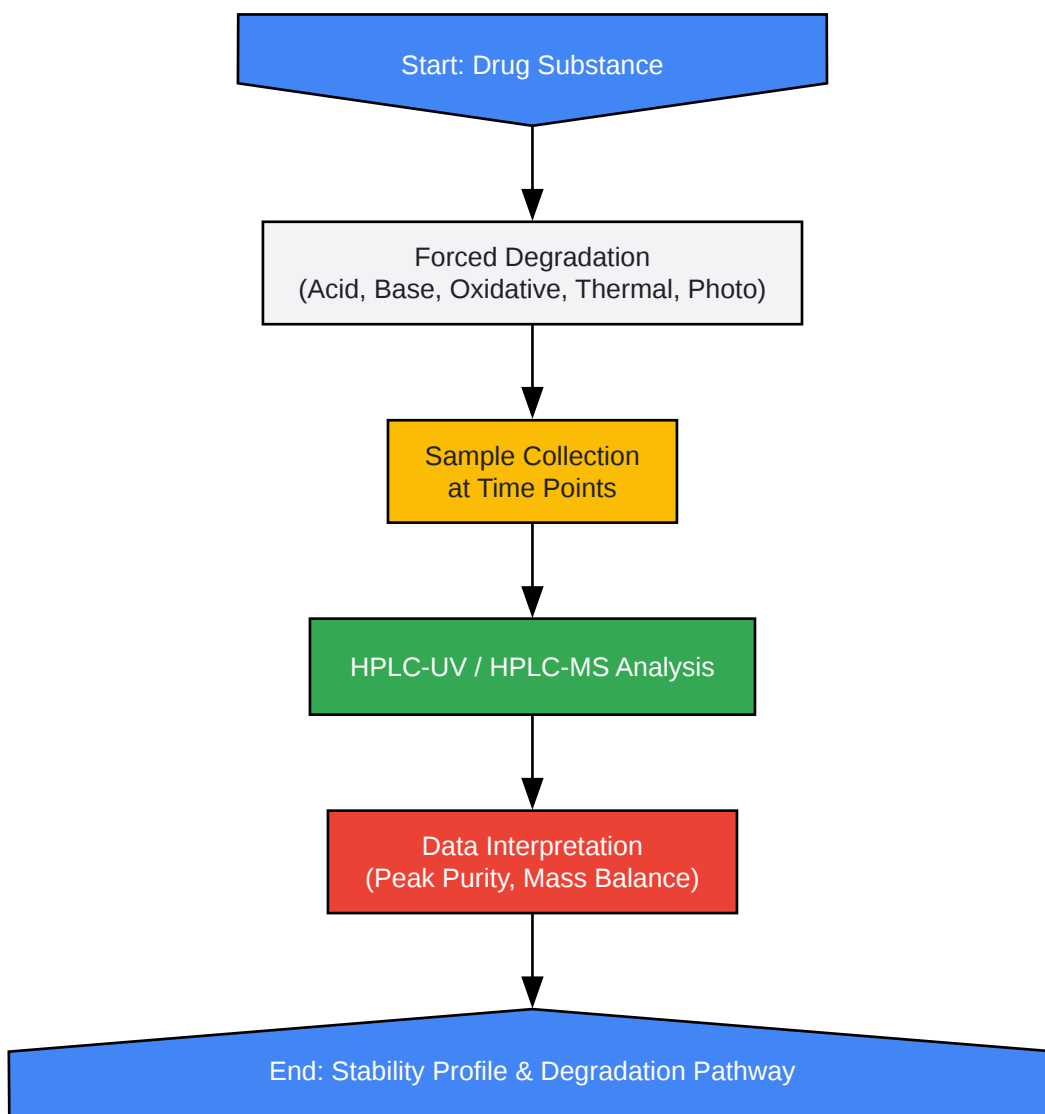 Start: Drug Substance
Forced Degradation
(Acid, Base, Oxidative, Thermal, Photo)
Sample Collection
at Time Points
HPLC-UV / HPLC-MS Analysis
Data Interpretation
(Peak Purity, Mass Balance)
End: Stability Profile & Degradation Pathway